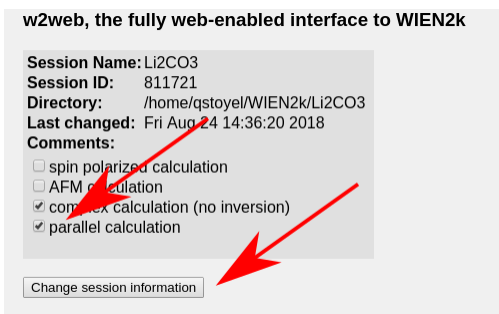 w2web, the fully web-enabled interface to WIEN2k
Session Name: Li2CO3
Session ID: 811721
Directory: /home/qstoyel/WIEN2k/Li2CO3
Last changed: Fri Aug 24 14:36:20 2018
Comments:
spin polarized calculation
AFM calculation
complex calculation (no inversion)
parallel calculation
Change session information